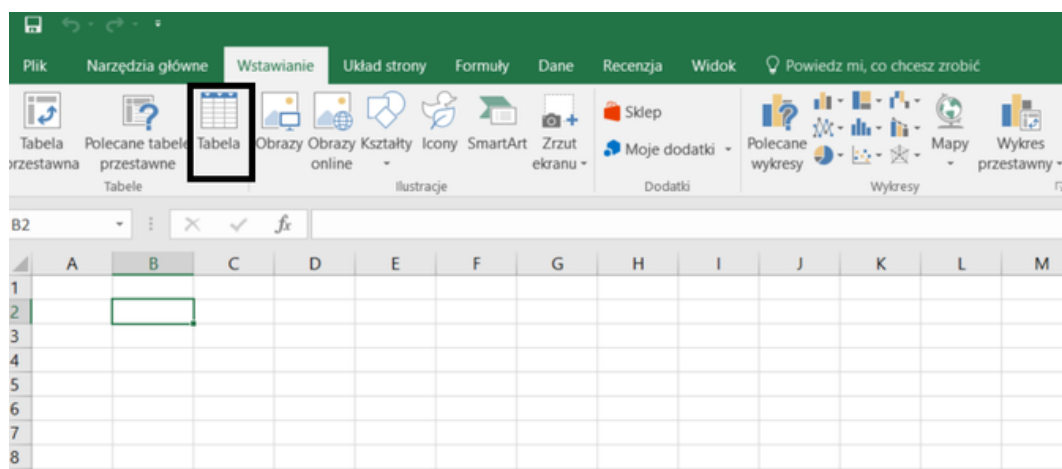 Plik Narzędzia główne Wstawianie Układ strony Formuły Dane Recenzja Widok Powiedz mi, co chcesz zrobić
Tabela przestawna
Polecane tabele przestawne
Tabela
Obrazy
Obrazy online
Kształty
Ikony
SmartArt
Zrzut ekranu
Sklep
Moje dodatki
Polecane wykresy
Mapy
Wykres przestawny
Tabele Ilustracje Dodatki Wykresy
B2 fx
A B C D E F G H I J K L M
1
2
3
4
5
6
7
8